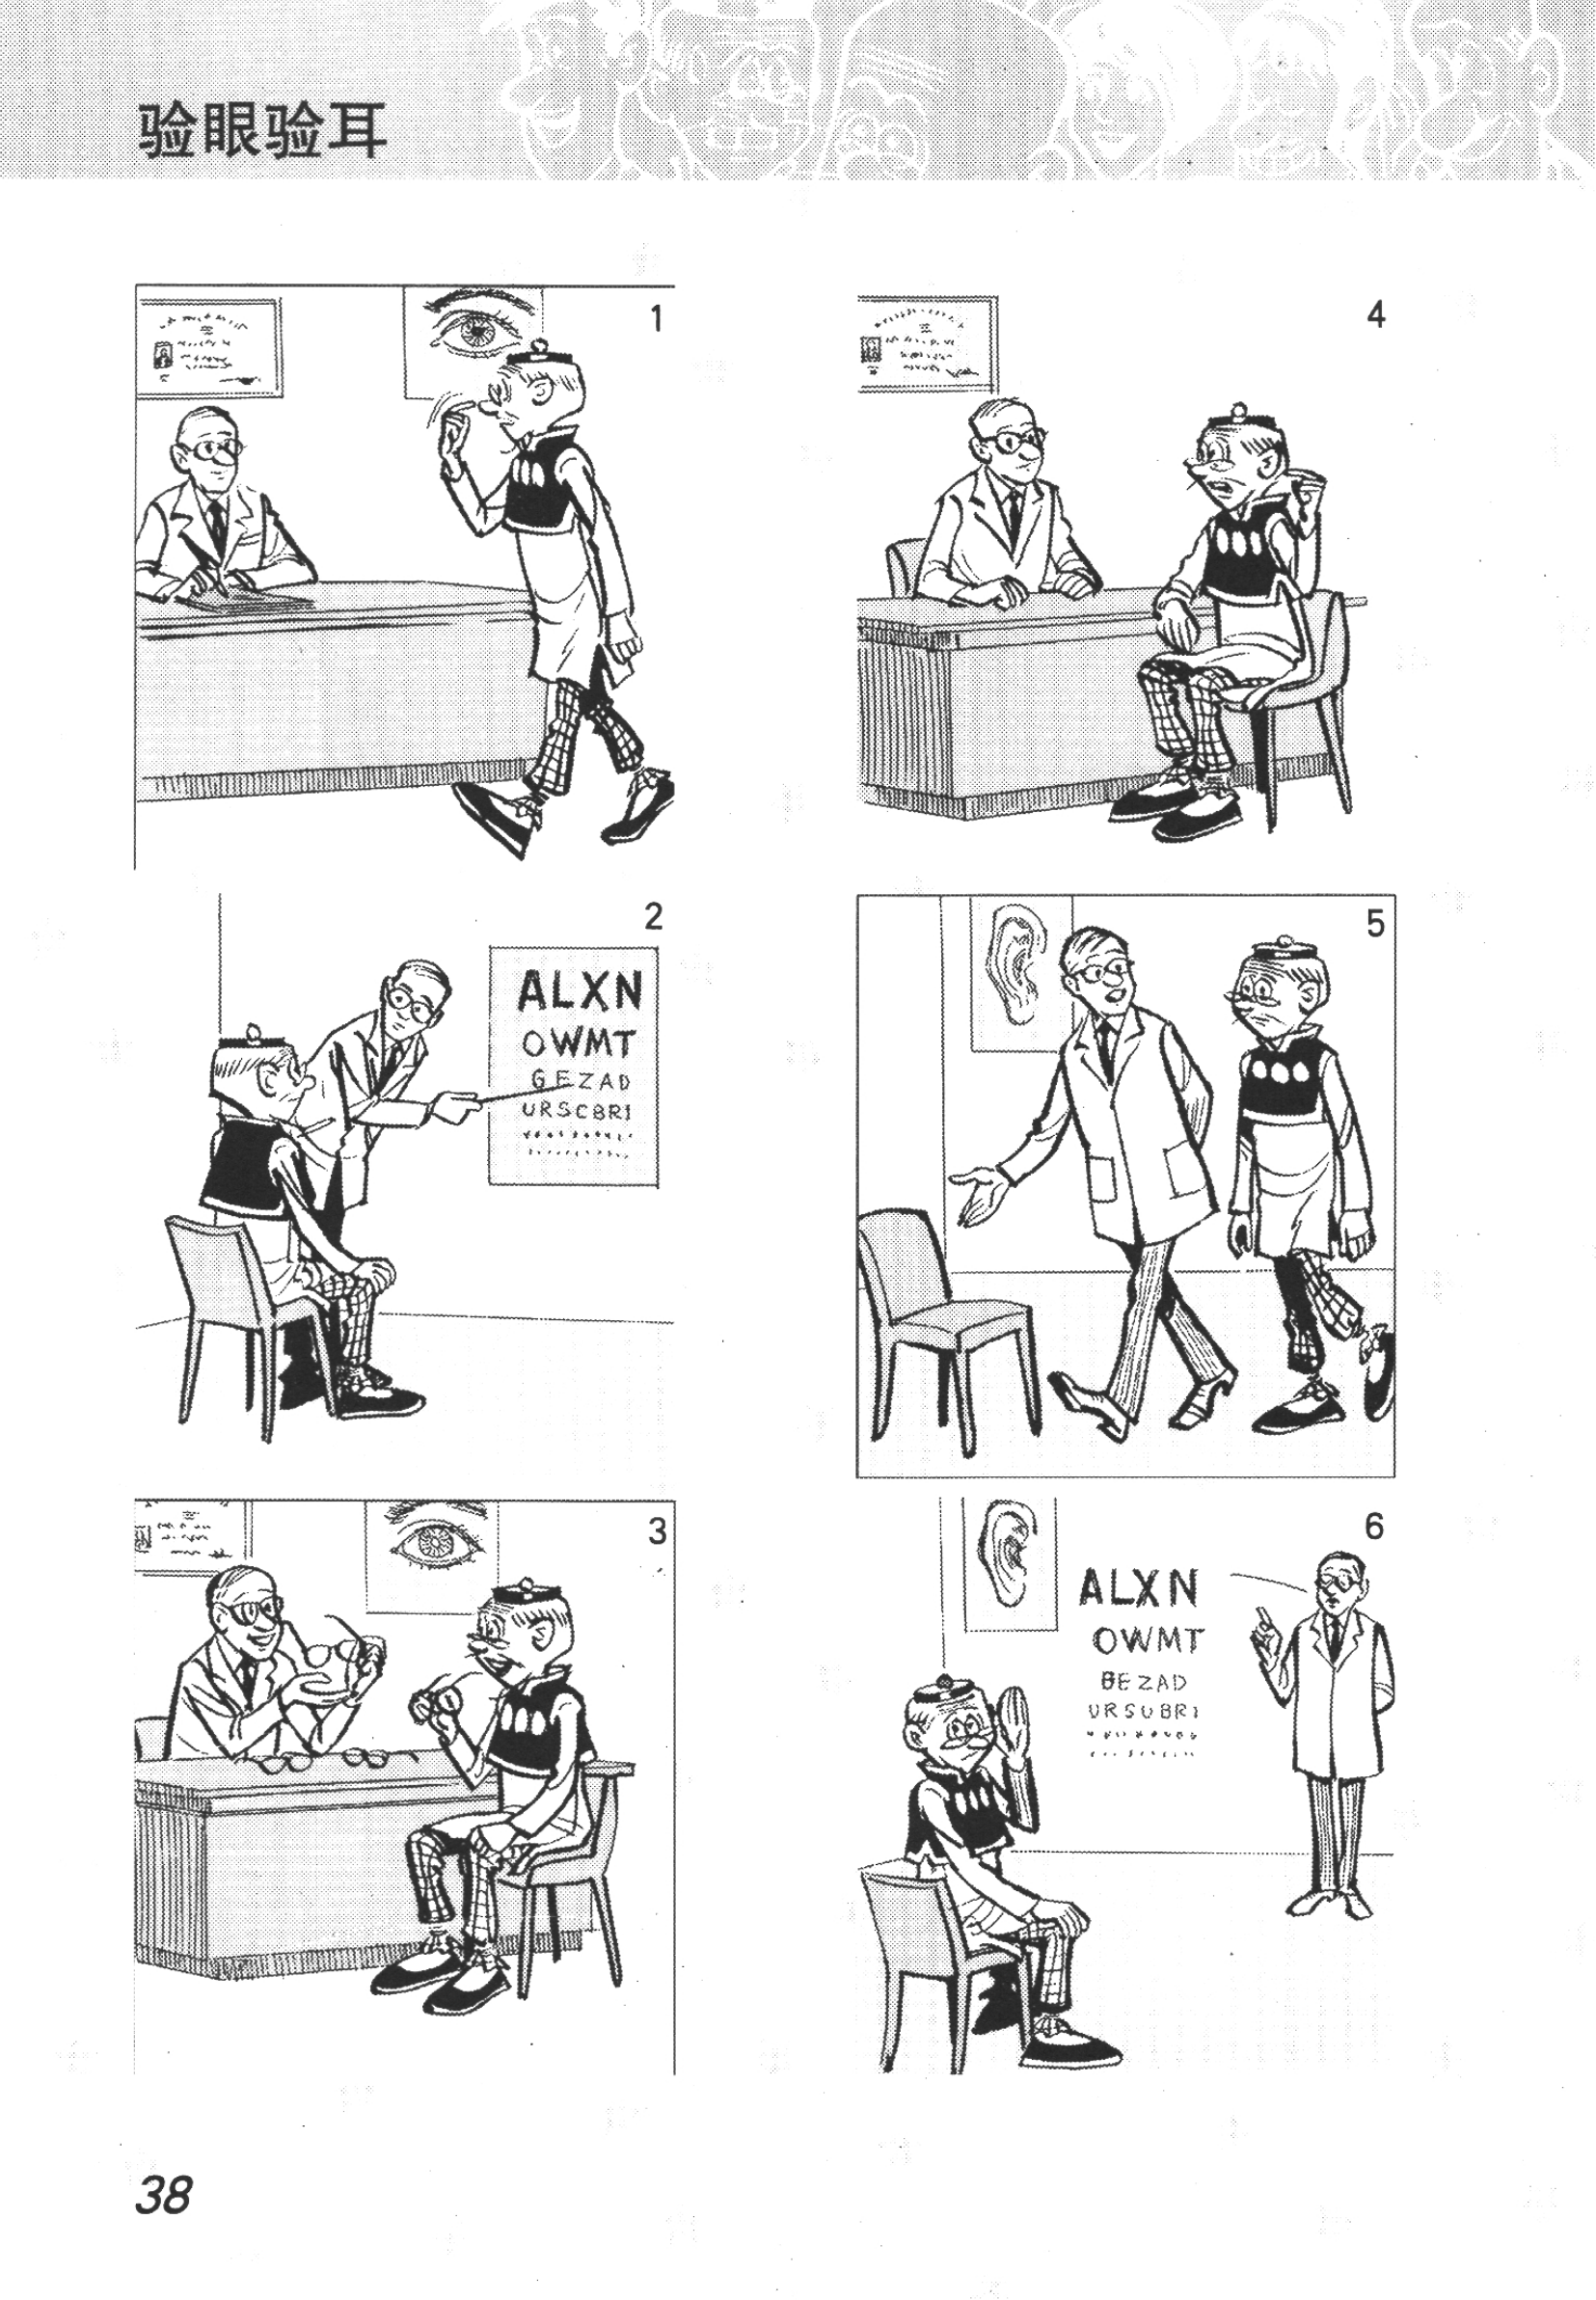 验眼验耳
1
2
ALXN
OWMT
GEZAD
URSCBRI
3
4
5
6
ALXN
OWMT
BEZAD
URSUBRI
38